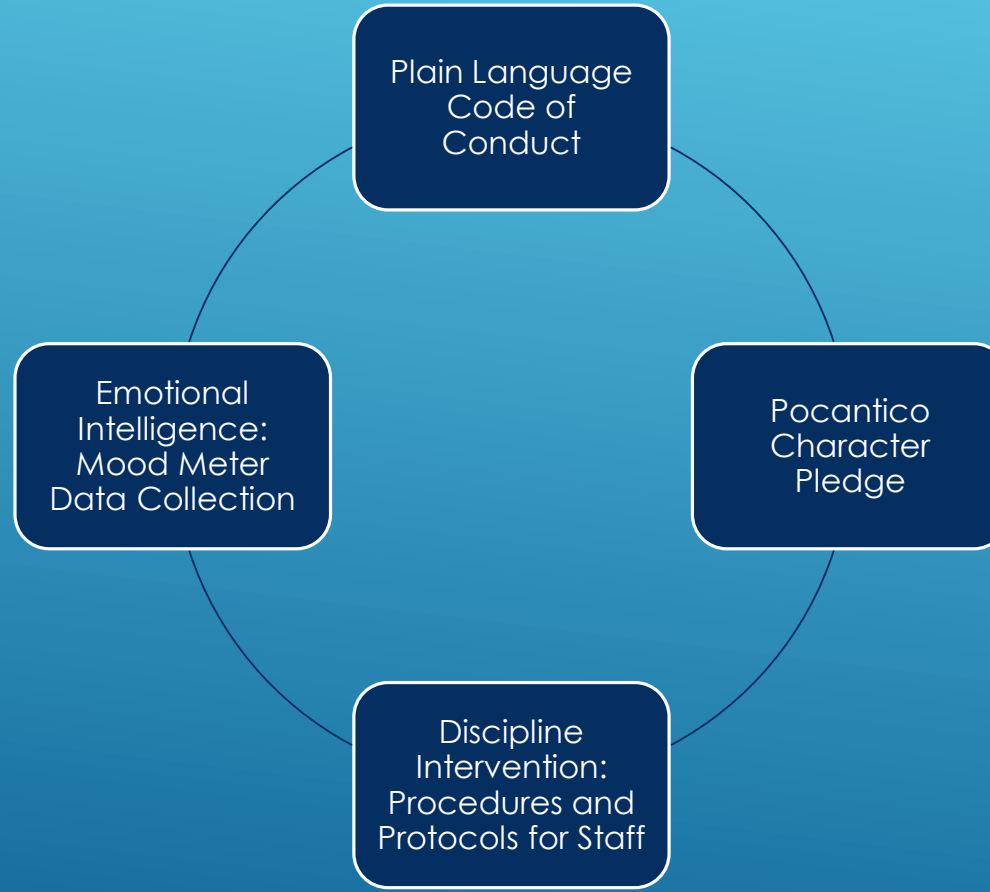 Plain Language
Code of
Conduct
Emotional
Intelligence:
Mood Meter
Data Collection
Pocantico
Character
Pledge
Discipline
Intervention:
Procedures and
Protocols for Staff